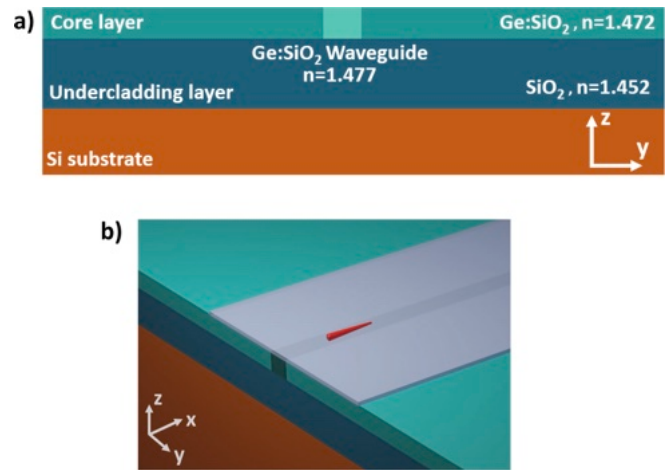 a)
Core layer
Ge:SiO₂ , n=1.472
Ge:SiO₂ Waveguide
n=1.477
Undercladding layer
SiO₂ , n=1.452
Si substrate
z
y
b)
z
x
y